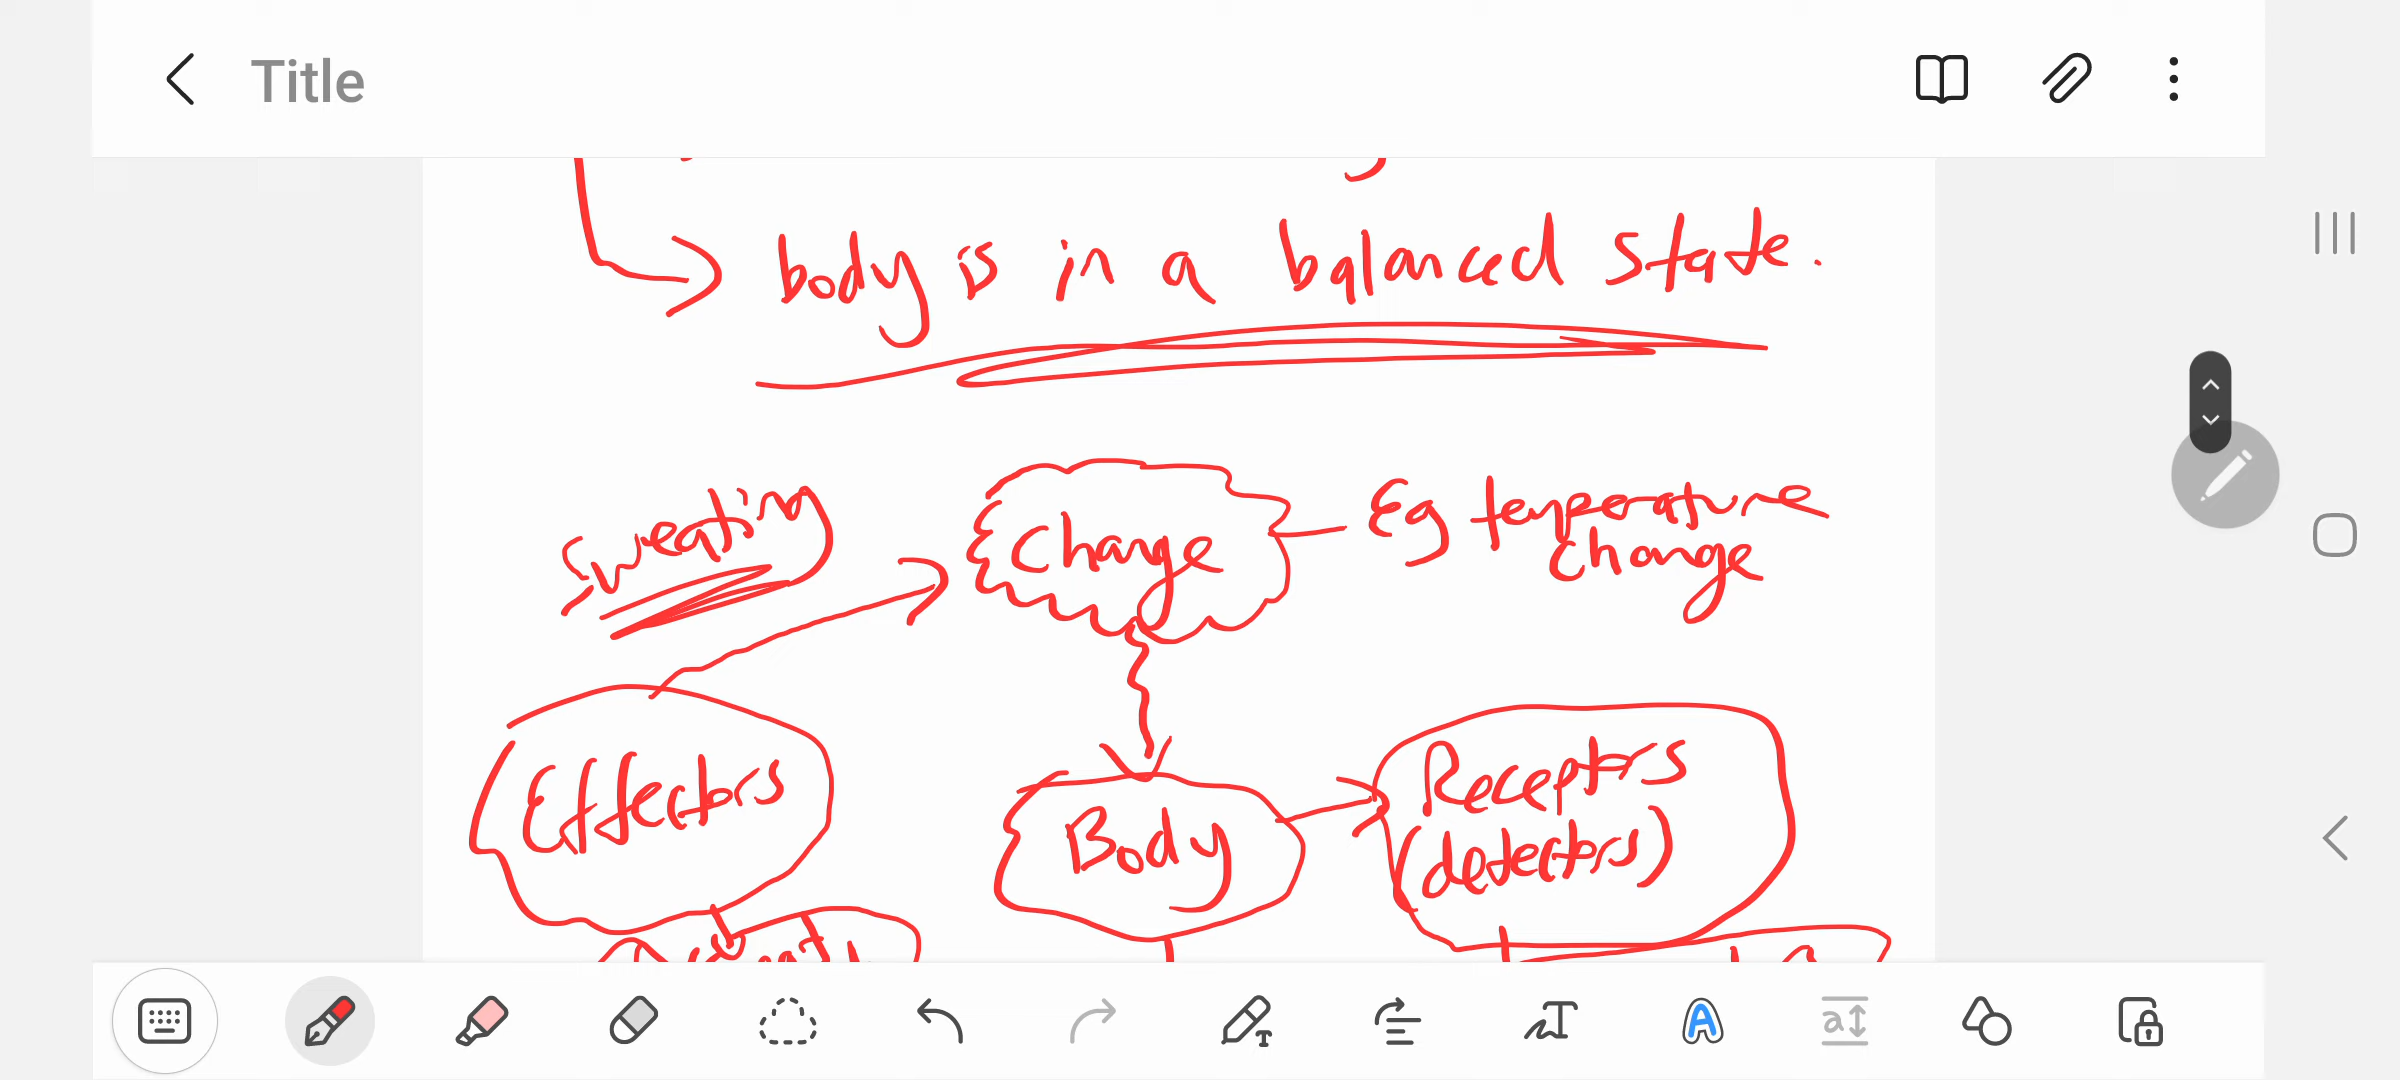 Title
body is in a balanced state.
sweating
Change
Eg temperature
change
Effectors
Body
Receptors
(detectors)